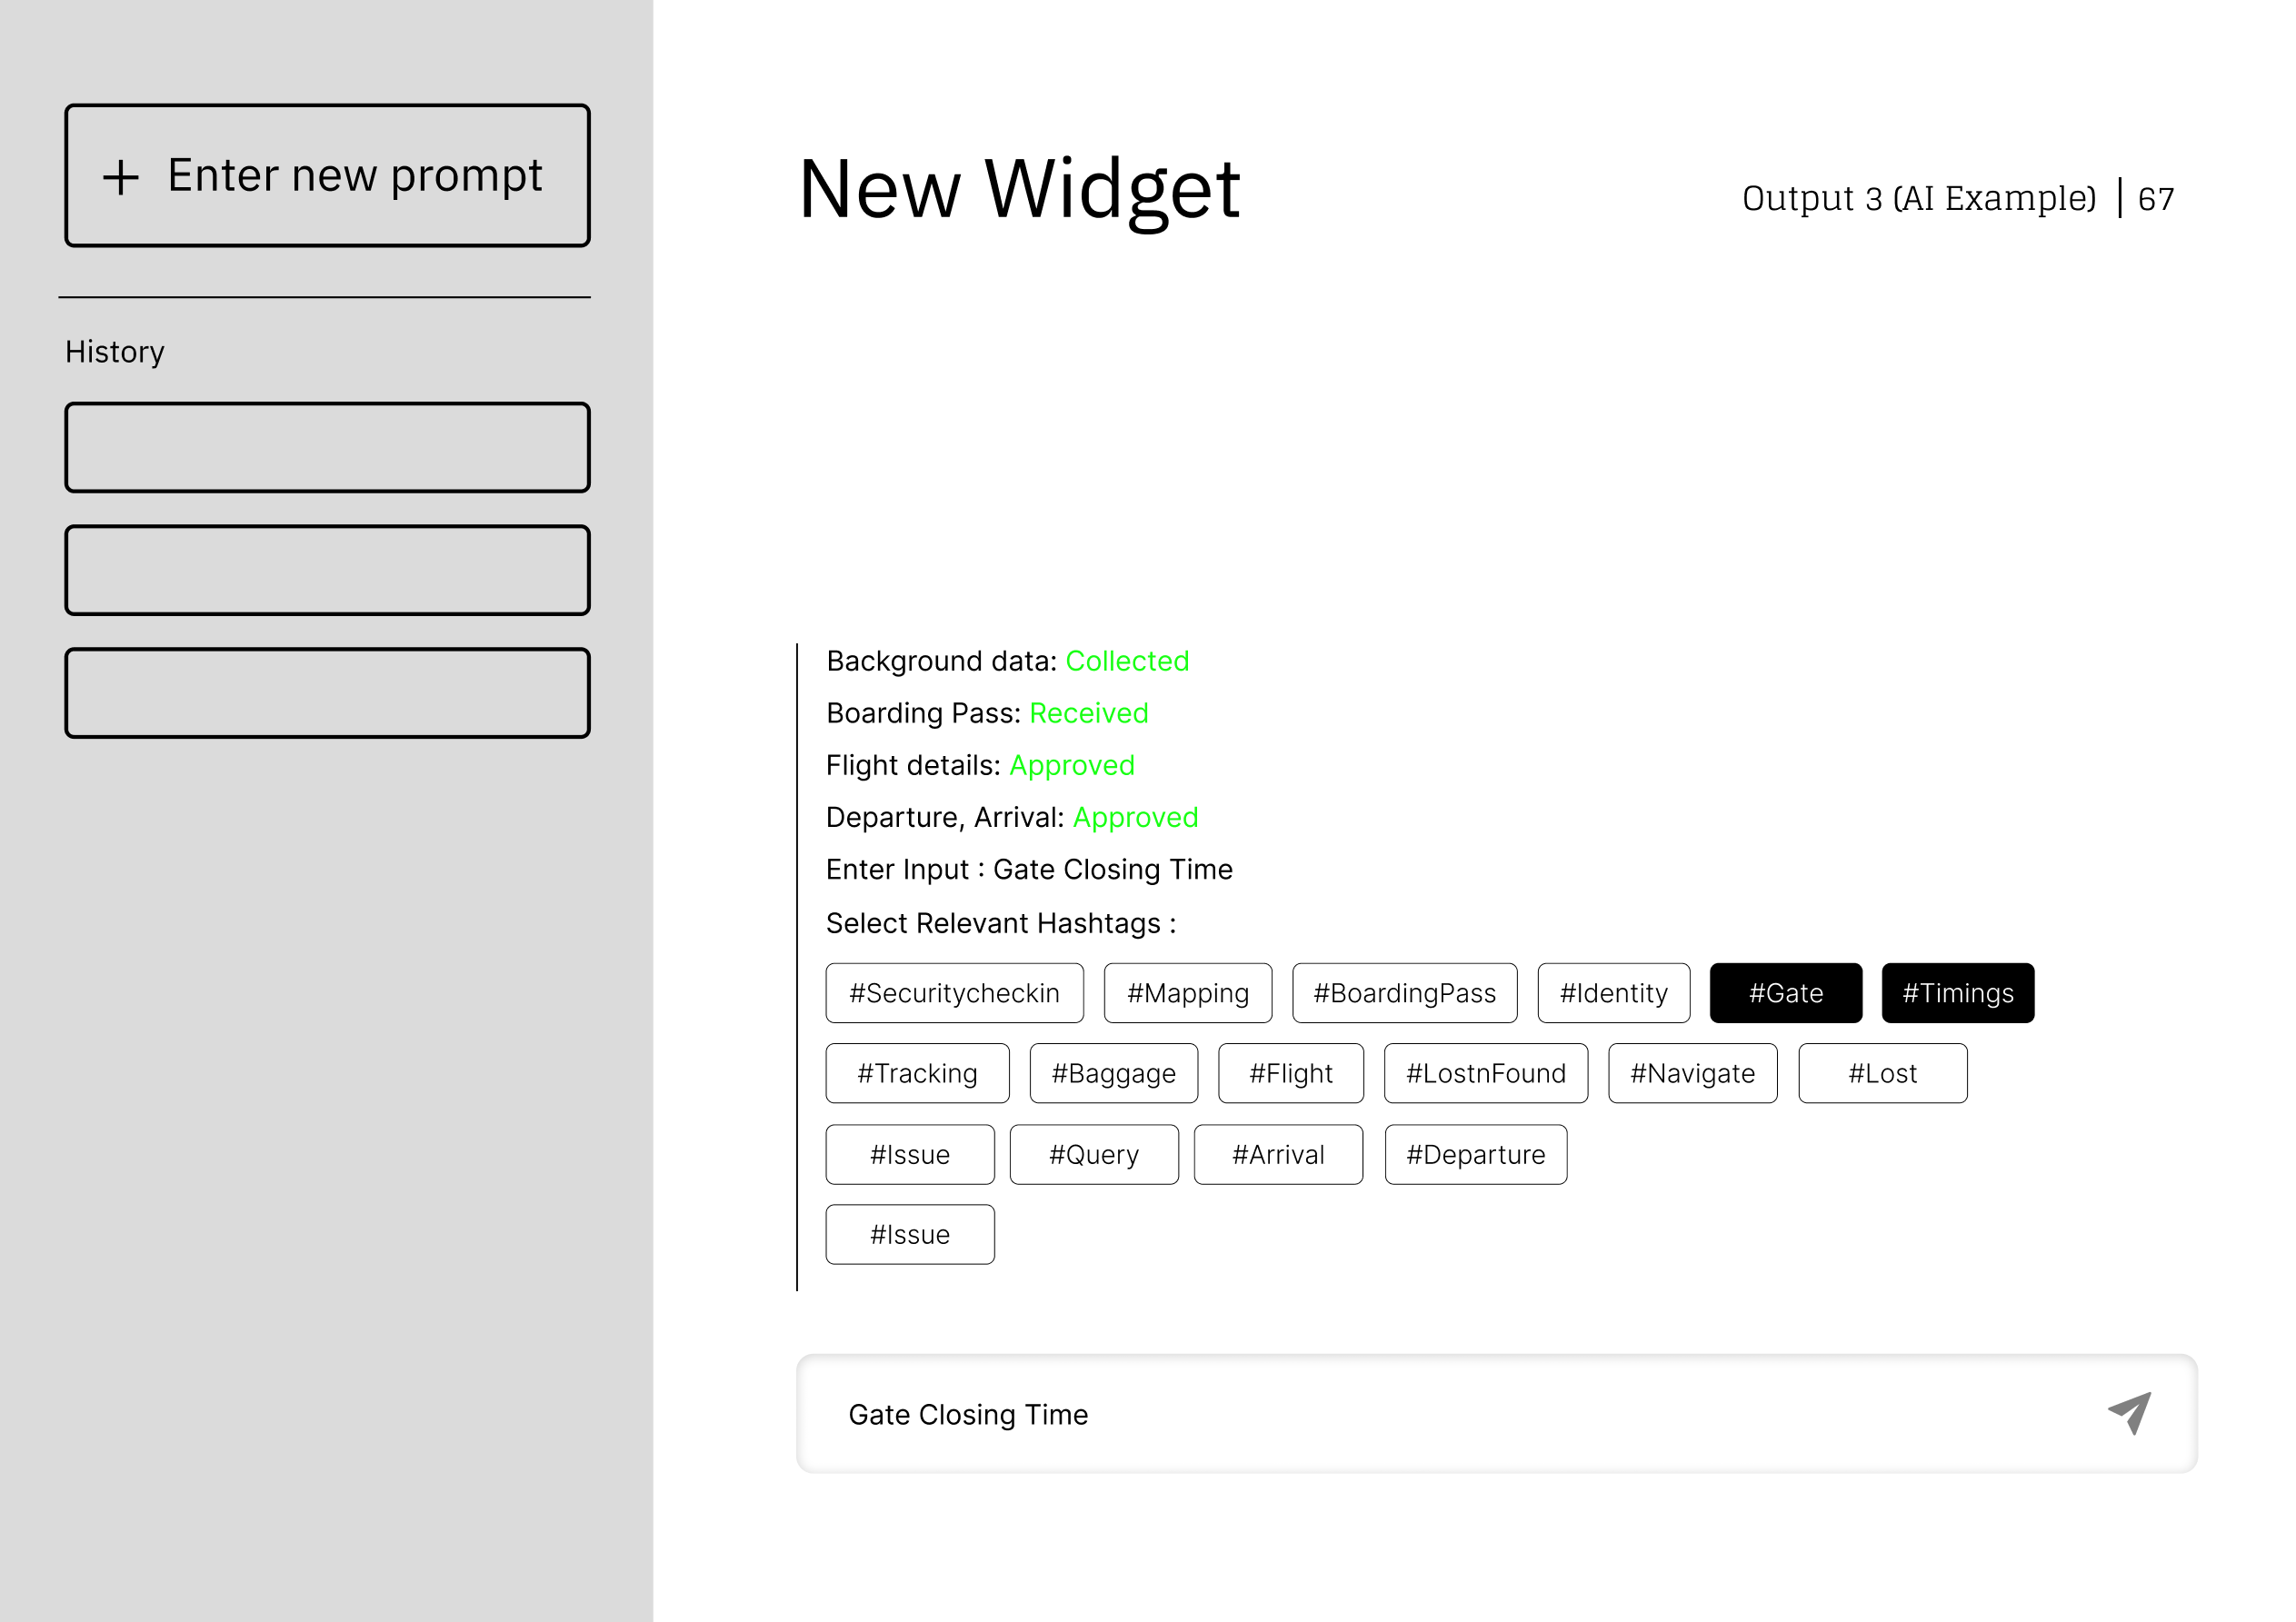 + Enter new prompt
History
New Widget
Output 3 (AI Example) | 67
Background data: Collected
Boarding Pass: Received
Flight details: Approved
Departure, Arrival: Approved
Enter Input : Gate Closing Time
Select Relevant Hashtags :
#Securitycheckin #Mapping #BoardingPass #Identity #Gate #Timings
#Tracking #Baggage #Flight #LostnFound #Navigate #Lost
#Issue #Query #Arrival #Departure
#Issue
Gate Closing Time